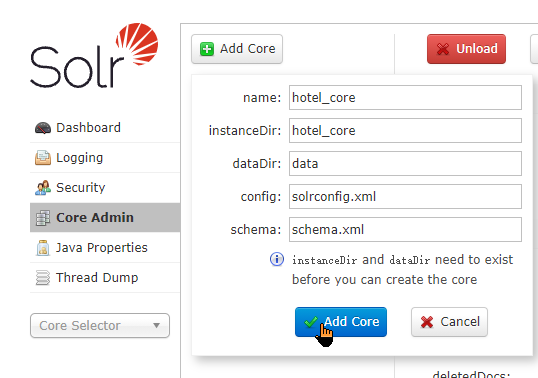 Solr
Add Core
Unload
name: hotel_core
instanceDir: hotel_core
dataDir: data
config: solrconfig.xml
schema: schema.xml
instanceDir and dataDir need to exist
before you can create the core
Add Core
Cancel
Dashboard
Logging
Security
Core Admin
Java Properties
Thread Dump
Core Selector
deletedDocs: